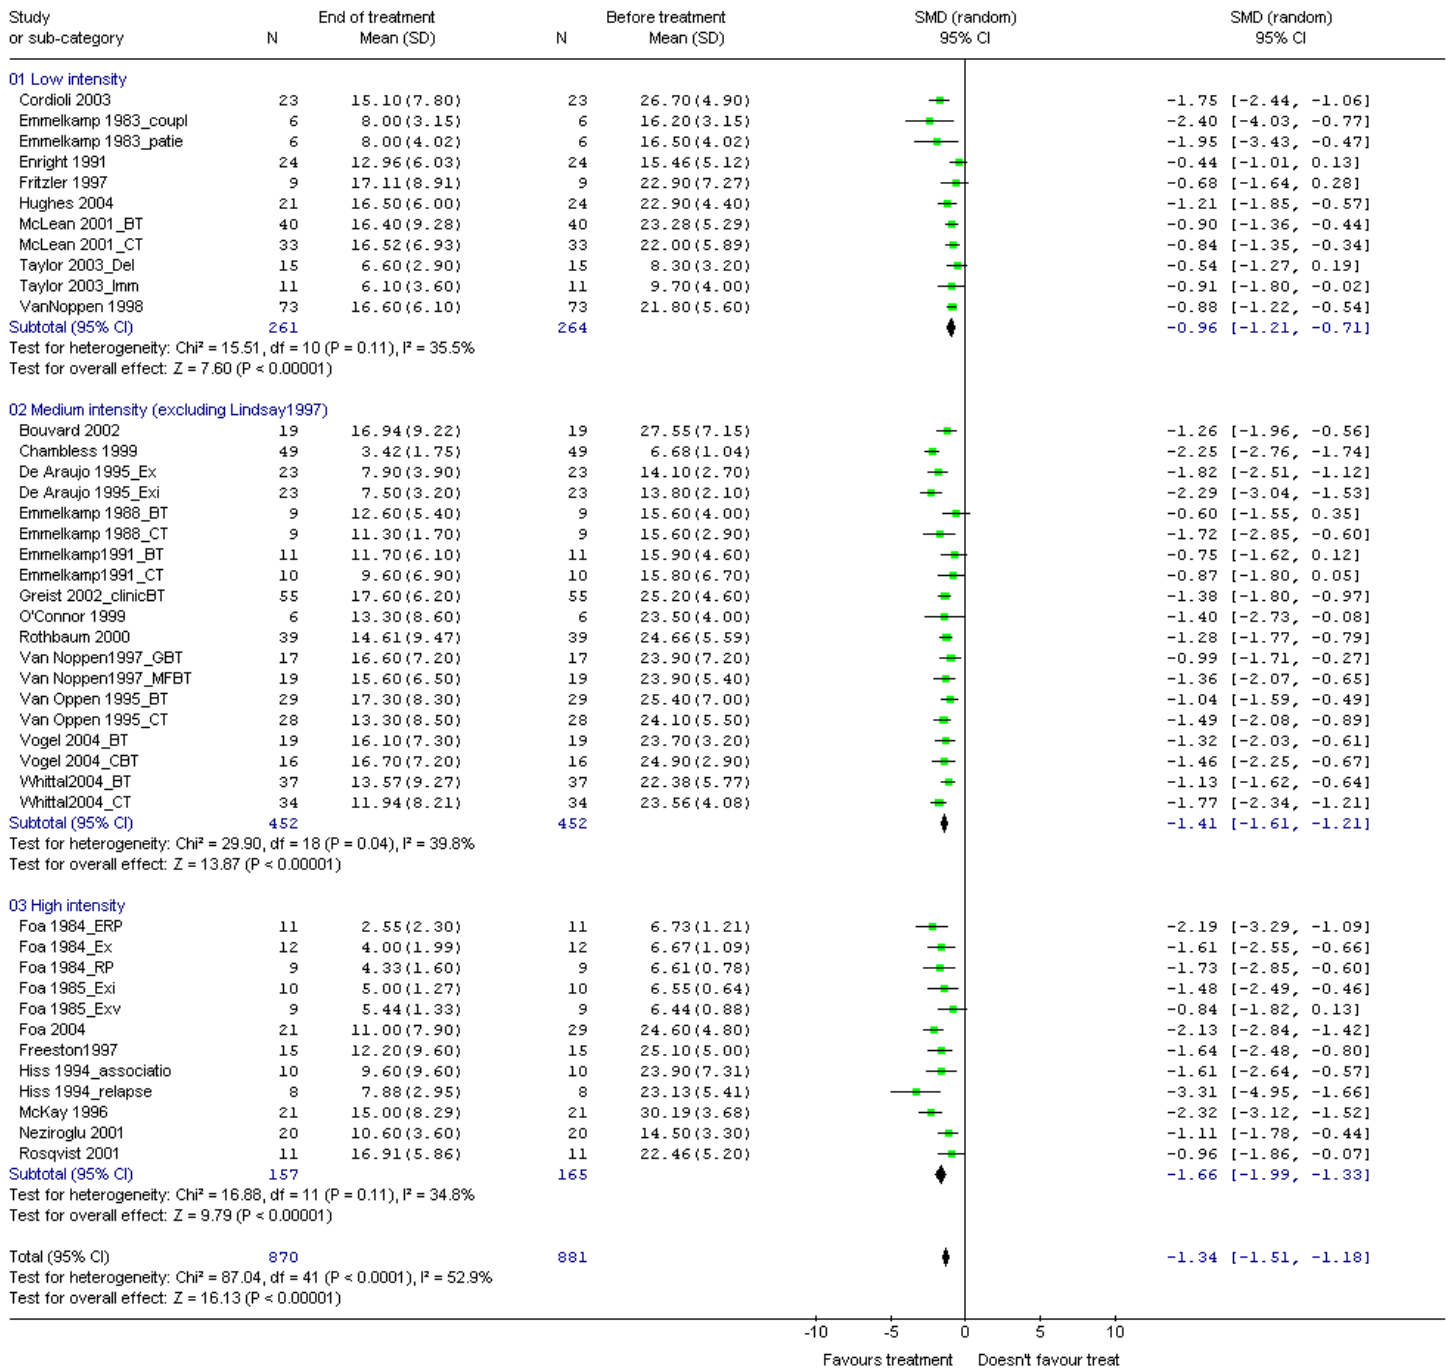 Study End of treatment Before treatment SMD (random) SMD (random)
or sub-category N Mean (SD) N Mean (SD) 95% CI 95% CI
01 Low intensity
Cordioli 2003 23 15.10(7.80) 23 26.70(4.90) -1.75 [-2.44, -1.06]
Emmelkamp 1983_coupl 6 8.00(3.15) 6 16.20(3.15) -2.40 [-4.03, -0.77]
Emmelkamp 1983_patie 6 8.00(4.02) 6 16.50(4.02) -1.95 [-3.43, -0.47]
Enright 1991 24 12.96(6.03) 24 15.46(5.12) -0.44 [-1.01, 0.13]
Fritzler 1997 9 17.11(8.91) 9 22.90(7.27) -0.68 [-1.64, 0.28]
Hughes 2004 21 16.50(6.00) 24 22.90(4.40) -1.21 [-1.85, -0.57]
McLean 2001_BT 40 16.40(9.28) 40 23.28(5.29) -0.90 [-1.36, -0.44]
McLean 2001_CT 33 16.52(6.93) 33 22.00(5.89) -0.84 [-1.35, -0.34]
Taylor 2003_Del 15 6.60(2.90) 15 8.30(3.20) -0.54 [-1.27, 0.19]
Taylor 2003_Imm 11 6.10(3.60) 11 9.70(4.00) -0.91 [-1.80, -0.02]
VanNoppen 1998 73 16.60(6.10) 73 21.80(5.60) -0.88 [-1.22, -0.54]
Subtotal (95% CI) 261 264 -0.96 [-1.21, -0.71]
Test for heterogeneity: Chi² = 15.51, df = 10 (P = 0.11), I² = 35.5%
Test for overall effect: Z = 7.60 (P < 0.00001)
02 Medium intensity (excluding Lindsay1997)
Bouvard 2002 19 16.94(9.22) 19 27.55(7.15) -1.26 [-1.96, -0.56]
Chambless 1999 49 3.42(1.75) 49 6.68(1.04) -2.25 [-2.76, -1.74]
De Araujo 1995_Ex 23 7.90(3.90) 23 14.10(2.70) -1.82 [-2.51, -1.12]
De Araujo 1995_Exi 23 7.50(3.20) 23 13.80(2.10) -2.29 [-3.04, -1.53]
Emmelkamp 1988_BT 9 12.60(5.40) 9 15.60(4.00) -0.60 [-1.55, 0.35]
Emmelkamp 1988_CT 9 11.30(1.70) 9 15.60(2.90) -1.72 [-2.85, -0.60]
Emmelkamp1991_BT 11 11.70(6.10) 11 15.90(4.60) -0.75 [-1.62, 0.12]
Emmelkamp1991_CT 10 9.60(6.90) 10 15.80(6.70) -0.87 [-1.80, 0.05]
Greist 2002_clinicBT 55 17.60(6.20) 55 25.20(4.60) -1.38 [-1.80, -0.97]
O'Connor 1999 6 13.30(8.60) 6 23.50(4.00) -1.40 [-2.73, -0.08]
Rothbaum 2000 39 14.61(9.47) 39 24.66(5.59) -1.28 [-1.77, -0.79]
Van Noppen1997_GBT 17 16.60(7.20) 17 23.90(7.20) -0.99 [-1.71, -0.27]
Van Noppen1997_MFBT 19 15.60(6.50) 19 23.90(5.40) -1.36 [-2.07, -0.65]
Van Oppen 1995_BT 29 17.30(8.30) 29 25.40(7.00) -1.04 [-1.59, -0.49]
Van Oppen 1995_CT 28 13.30(8.50) 28 24.10(5.50) -1.49 [-2.08, -0.89]
Vogel 2004_BT 19 16.10(7.30) 19 23.70(3.20) -1.32 [-2.03, -0.61]
Vogel 2004_CBT 16 16.70(7.20) 16 24.90(2.90) -1.46 [-2.25, -0.67]
Whittal2004_BT 37 13.57(9.27) 37 22.38(5.77) -1.13 [-1.62, -0.64]
Whittal2004_CT 34 11.94(8.21) 34 23.56(4.08) -1.77 [-2.34, -1.21]
Subtotal (95% CI) 452 452 -1.41 [-1.61, -1.21]
Test for heterogeneity: Chi² = 29.90, df = 18 (P = 0.04), I² = 39.8%
Test for overall effect: Z = 13.87 (P < 0.00001)
03 High intensity
Foa 1984_ERP 11 2.55(2.30) 11 6.73(1.21) -2.19 [-3.29, -1.09]
Foa 1984_Ex 12 4.00(1.99) 12 6.67(1.09) -1.61 [-2.55, -0.66]
Foa 1984_RP 9 4.33(1.60) 9 6.61(0.78) -1.73 [-2.85, -0.60]
Foa 1985_Exi 10 5.00(1.27) 10 6.55(0.64) -1.48 [-2.49, -0.46]
Foa 1985_Exv 9 5.44(1.33) 9 6.44(0.88) -0.84 [-1.82, 0.13]
Foa 2004 21 11.00(7.90) 29 24.60(4.80) -2.13 [-2.84, -1.42]
Freeston1997 15 12.20(9.60) 15 25.10(5.00) -1.64 [-2.48, -0.80]
Hiss 1994_associatio 10 9.60(9.60) 10 23.90(7.31) -1.61 [-2.64, -0.57]
Hiss 1994_relapse 8 7.88(2.95) 8 23.13(5.41) -3.31 [-4.95, -1.66]
McKay 1996 21 15.00(8.29) 21 30.19(3.68) -2.32 [-3.12, -1.52]
Neziroglu 2001 20 10.60(3.60) 20 14.50(3.30) -1.11 [-1.78, -0.44]
Rosqvist 2001 11 16.91(5.86) 11 22.46(5.20) -0.96 [-1.86, -0.07]
Subtotal (95% CI) 157 165 -1.66 [-1.99, -1.33]
Test for heterogeneity: Chi² = 16.88, df = 11 (P = 0.11), I² = 34.8%
Test for overall effect: Z = 9.79 (P < 0.00001)
Total (95% CI) 870 881 -1.34 [-1.51, -1.18]
Test for heterogeneity: Chi² = 87.04, df = 41 (P < 0.0001), I² = 52.9%
Test for overall effect: Z = 16.13 (P < 0.00001)
-10 -5 0 5 10
Favours treatment Doesn't favour treat